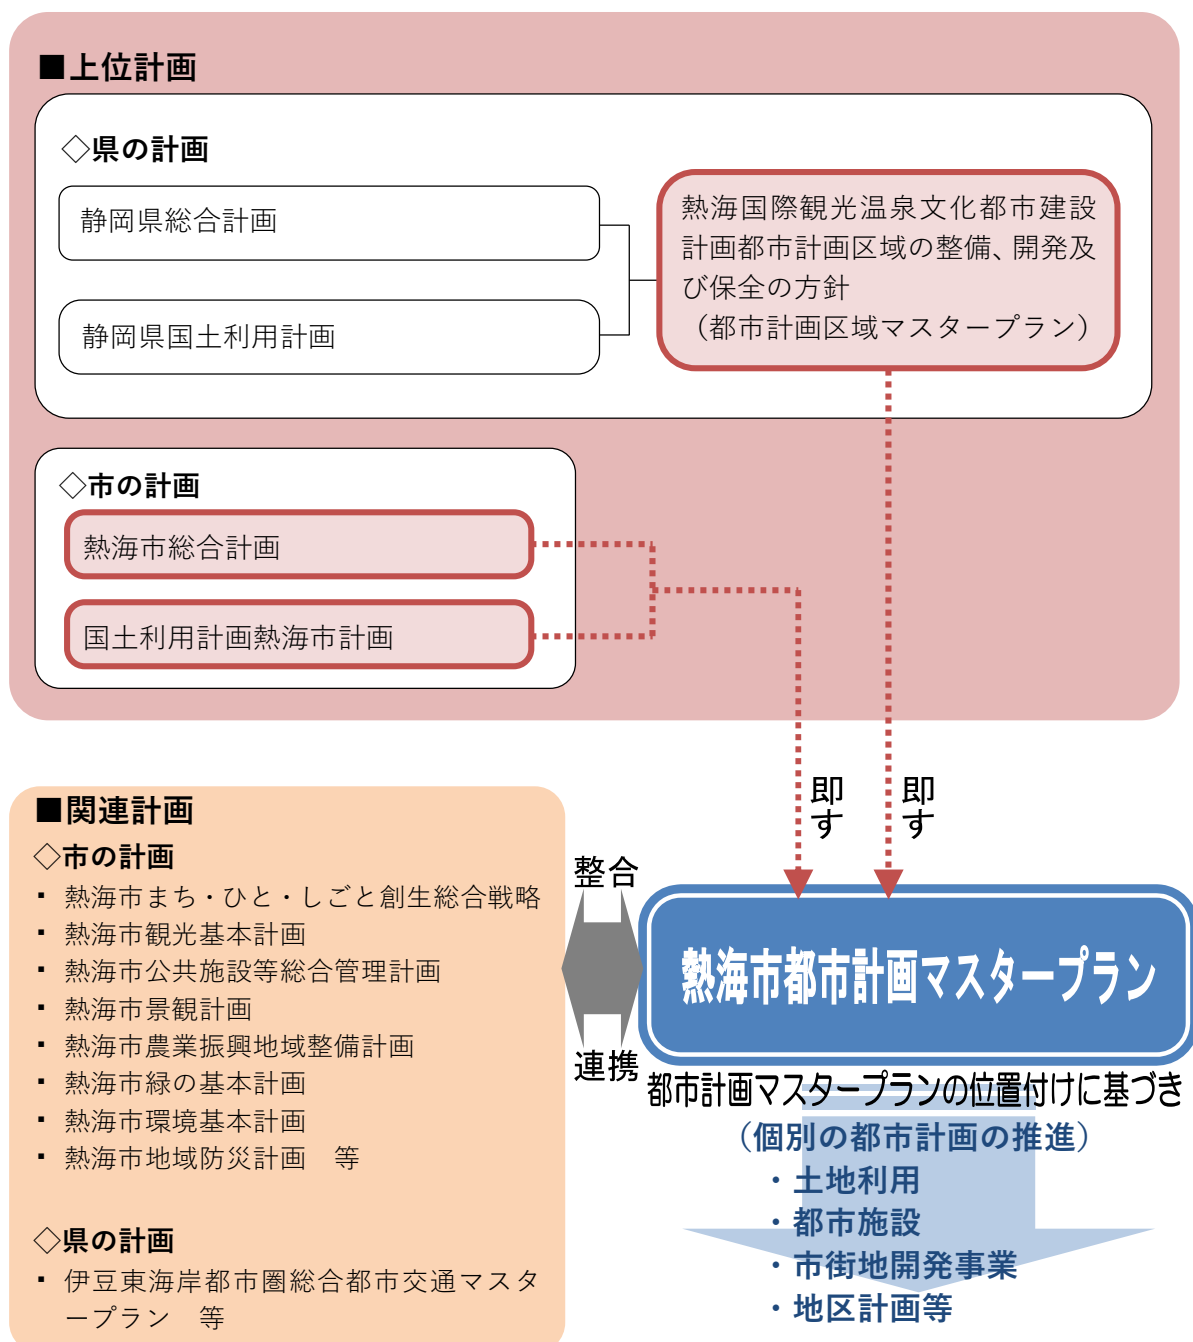 ■上位計画
◇県の計画
静岡県総合計画
静岡県国土利用計画
熱海国際観光温泉文化都市建設
計画都市計画区域の整備、開発及
び保全の方針
（都市計画区域マスタープラン）
◇市の計画
熱海市総合計画
国土利用計画熱海市計画
即す
即す
■関連計画
◇市の計画
▪ 熱海市まち・ひと・しごと創生総合戦略
▪ 熱海市観光基本計画
▪ 熱海市公共施設等総合管理計画
▪ 熱海市景観計画
▪ 熱海市農業振興地域整備計画
▪ 熱海市緑の基本計画
▪ 熱海市環境基本計画
▪ 熱海市地域防災計画　等
◇県の計画
▪ 伊豆東海岸都市圏総合都市交通マスタ
ープラン　等
整合
連携
熱海市都市計画マスタープラン
都市計画マスタープランの位置付けに基づき
（個別の都市計画の推進）
・土地利用
・都市施設
・市街地開発事業
・地区計画等